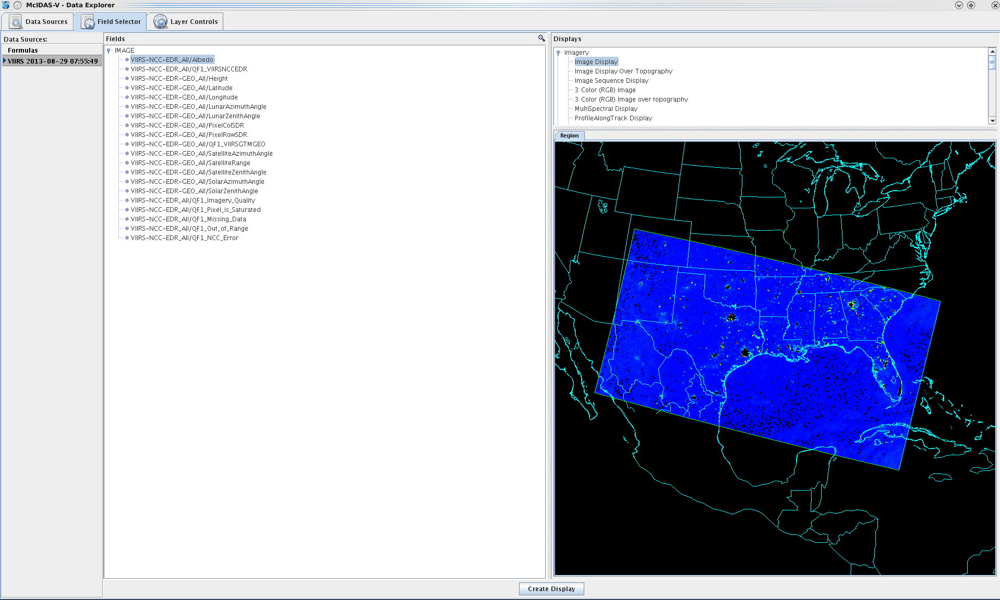 McIDAS-V - Data Explorer
Data Sources
Field Selector
Layer Controls
Data Sources:
Formulas
VIIRS 2013-08-29 07:55:49
Fields
IMAGE
VIIRS-NCC-EDR_All/Albedo
VIIRS-NCC-EDR_All/QF1_VIIRSNCCEDR
VIIRS-NCC-EDR-GEO_All/Height
VIIRS-NCC-EDR-GEO_All/Latitude
VIIRS-NCC-EDR-GEO_All/Longitude
VIIRS-NCC-EDR-GEO_All/LunarAzimuthAngle
VIIRS-NCC-EDR-GEO_All/LunarZenithAngle
VIIRS-NCC-EDR-GEO_All/PixelColSDR
VIIRS-NCC-EDR-GEO_All/PixelRowSDR
VIIRS-NCC-EDR-GEO_All/QF1_VIIRSGTMGEO
VIIRS-NCC-EDR-GEO_All/SatelliteAzimuthAngle
VIIRS-NCC-EDR-GEO_All/SatelliteRange
VIIRS-NCC-EDR-GEO_All/SatelliteZenithAngle
VIIRS-NCC-EDR-GEO_All/SolarAzimuthAngle
VIIRS-NCC-EDR-GEO_All/SolarZenithAngle
VIIRS-NCC-EDR_All/QF1_Imagery_Quality
VIIRS-NCC-EDR_All/QF1_Pixel_is_Saturated
VIIRS-NCC-EDR_All/QF1_Missing_Data
VIIRS-NCC-EDR_All/QF1_Out_of_Range
VIIRS-NCC-EDR_All/QF1_NCC_Error
Displays
Imagery
Image Display
Image Display Over Topography
Image Sequence Display
3 Color (RGB) Image
3 Color (RGB) Image over topography
MultiSpectral Display
ProfileAlongTrack Display
Region
Create Display